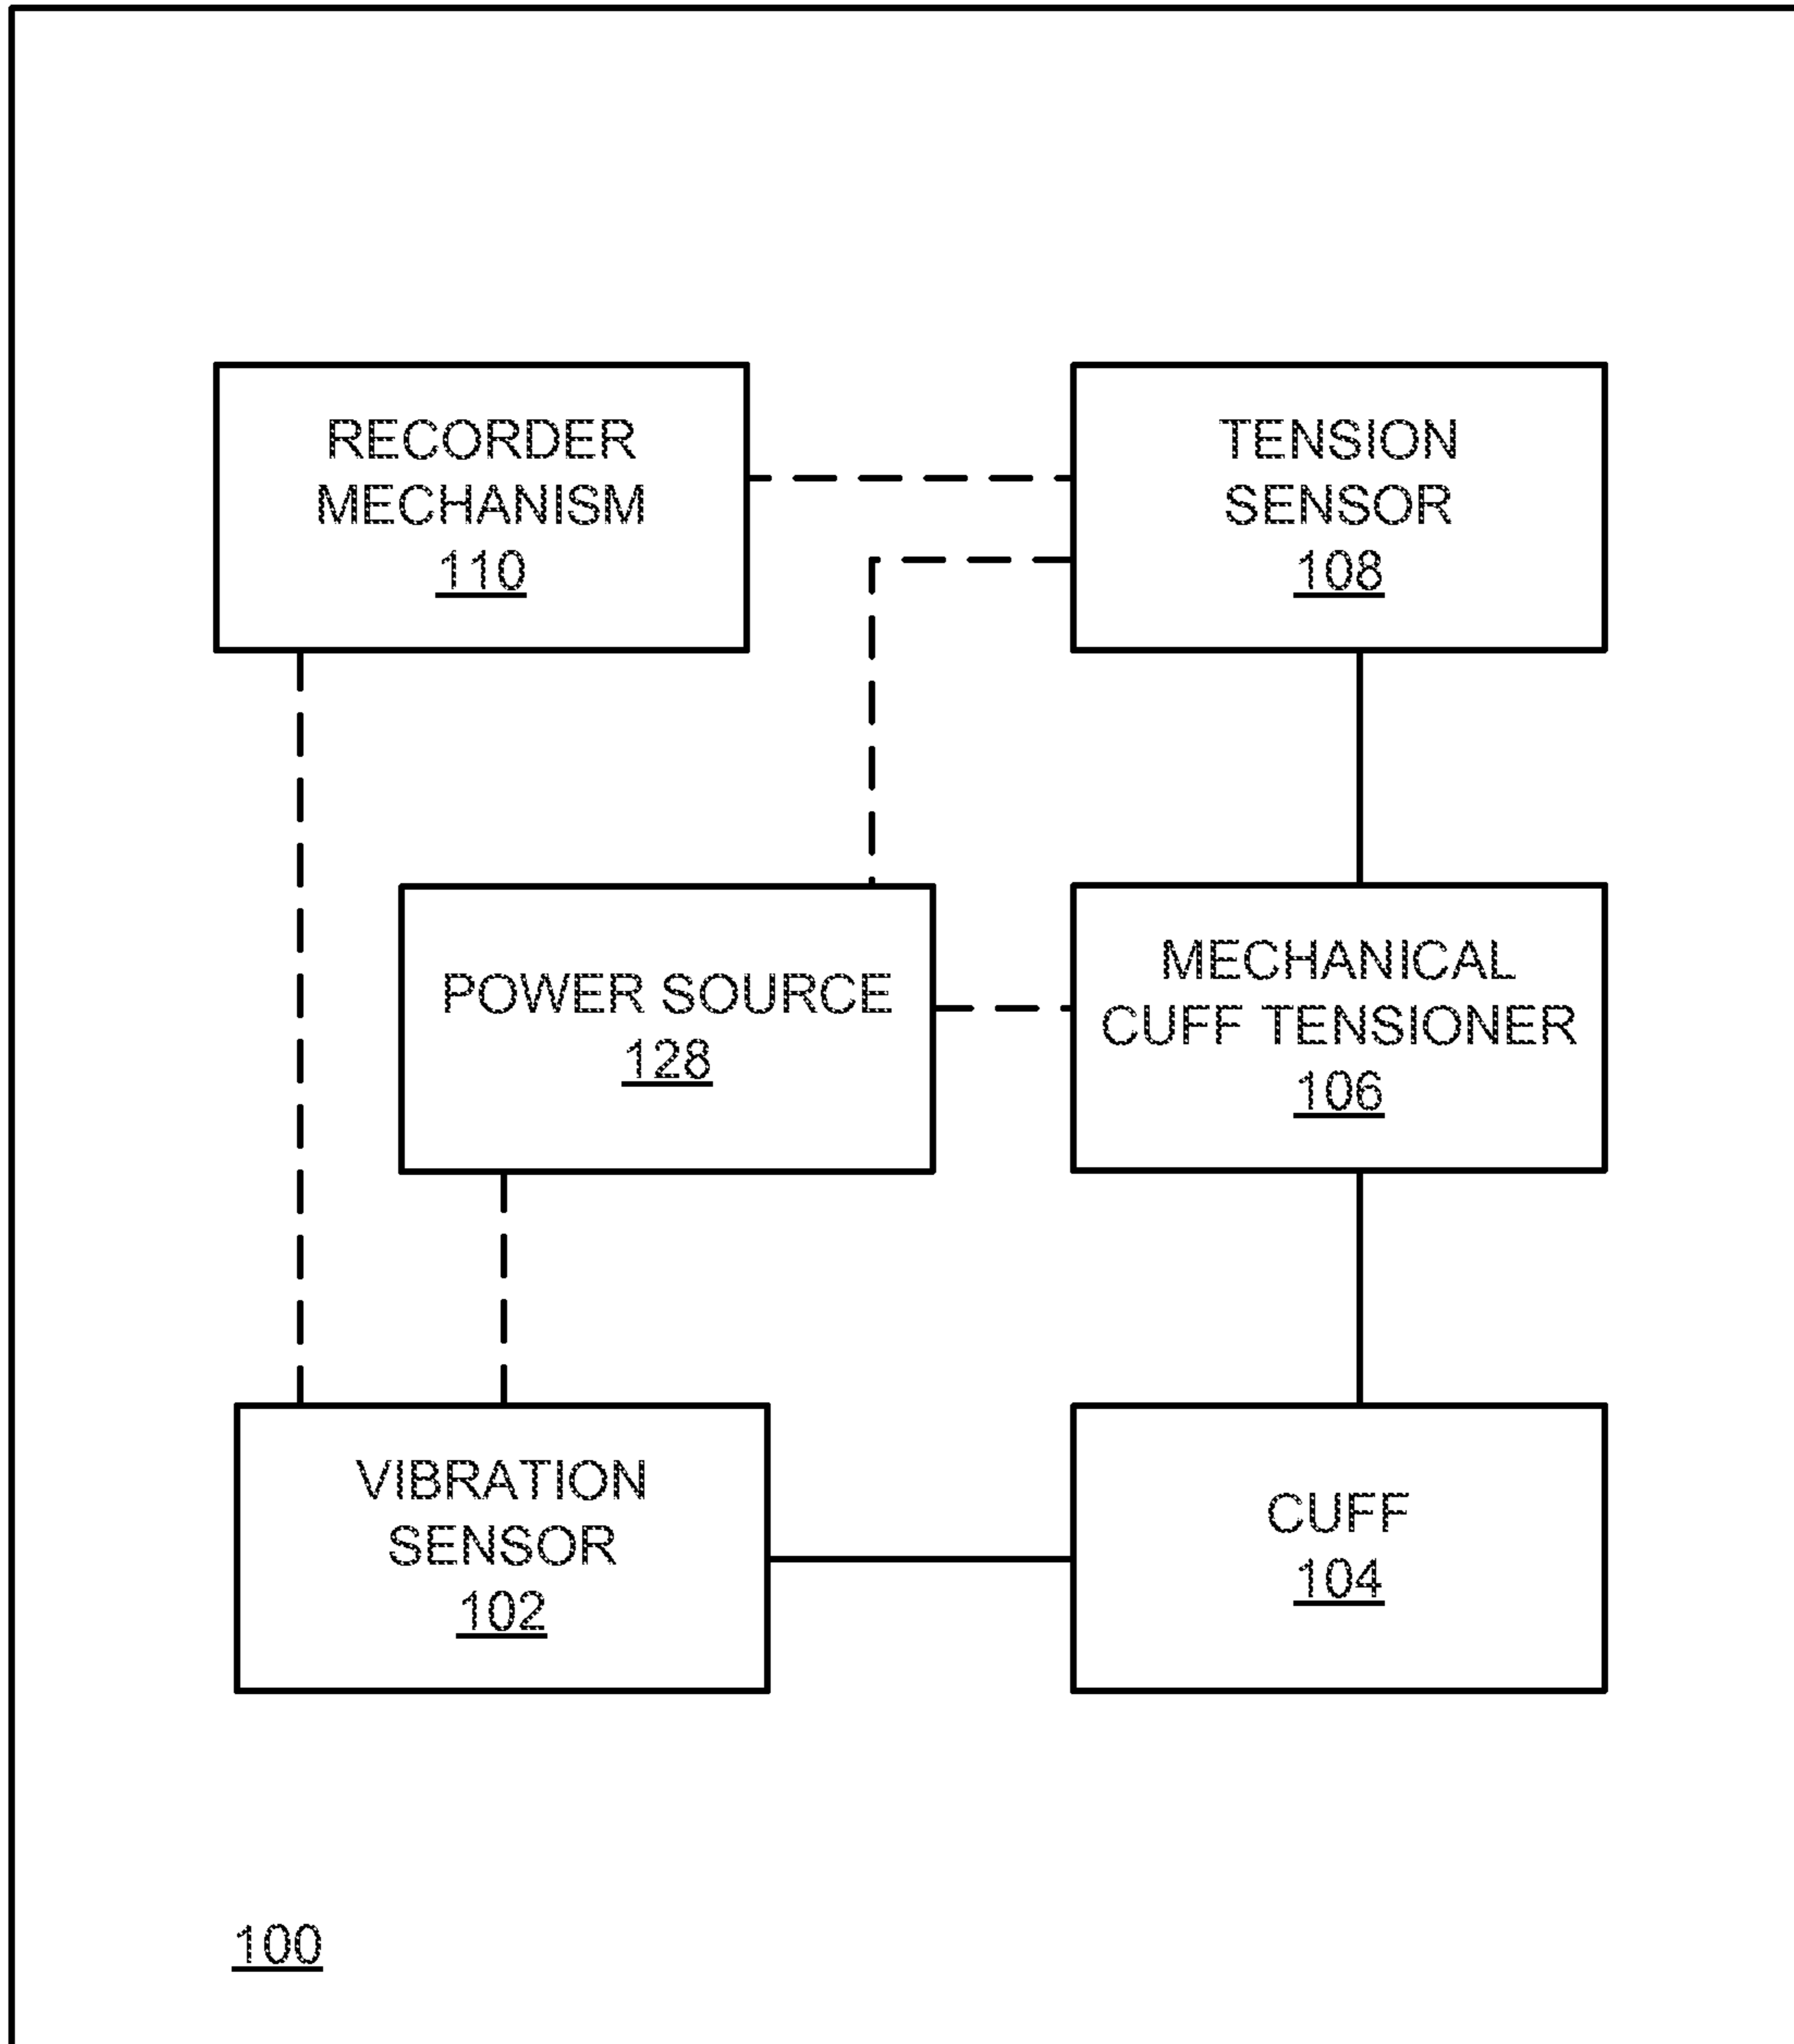 RECORDER
MECHANISM
110
TENSION
SENSOR
108
POWER SOURCE
128
MECHANICAL
CUFF TENSIONER
106
VIBRATION
SENSOR
102
CUFF
104
100